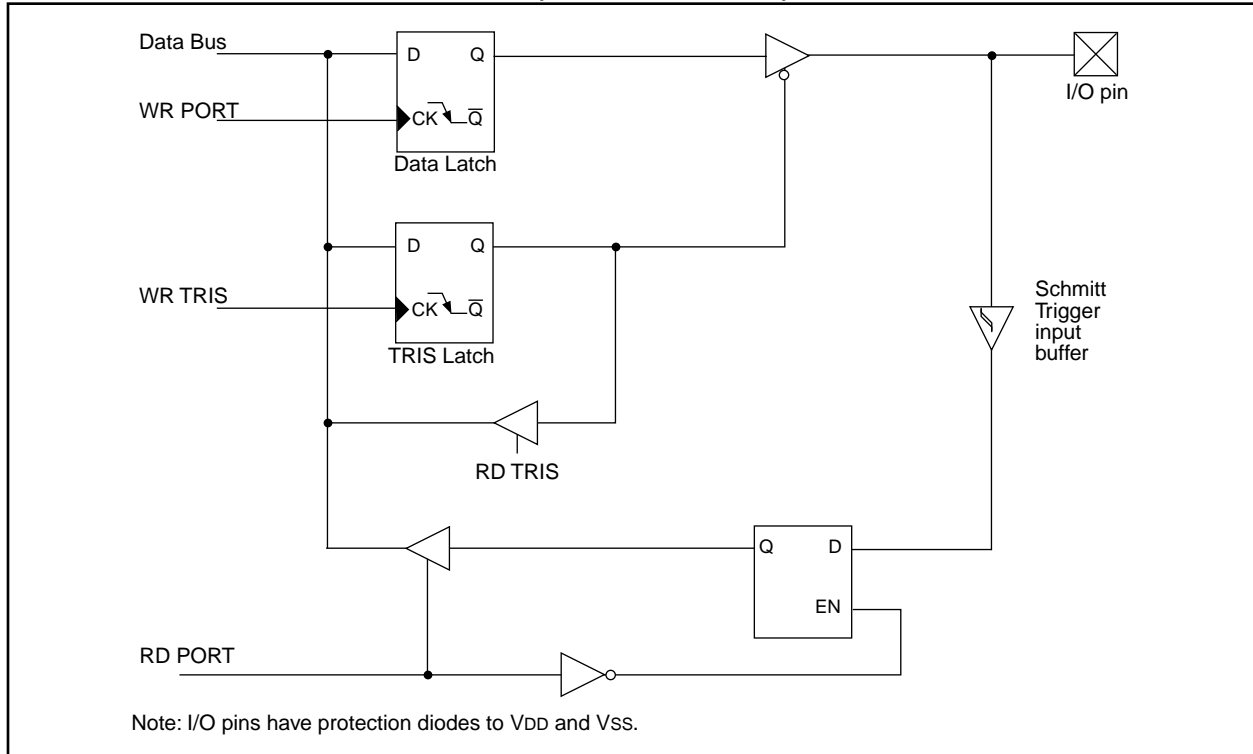 Data Bus
D Q
WR PORT
CK Q̅
Data Latch
I/O pin
D Q
WR TRIS
CK Q̅
TRIS Latch
Schmitt
Trigger
input
buffer
RD TRIS
Q D
EN
RD PORT
Note: I/O pins have protection diodes to VDD and VSS.